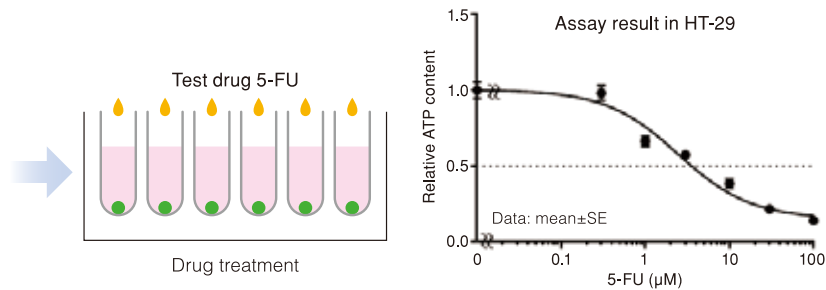 Test drug 5-FU
Drug treatment
Assay result in HT-29
Relative ATP content
1.5
1.0
0.5
0.0
Data: mean±SE
0 0.1 1 10 100
5-FU (μM)